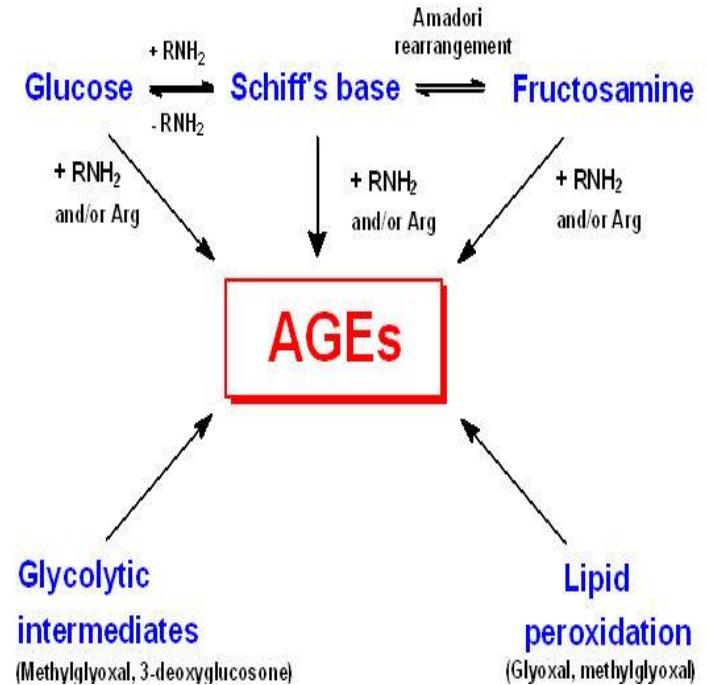 Amadori
rearrangement
+ RNH₂
Glucose
Schiff's base
Fructosamine
- RNH₂
+ RNH₂
and/or Arg
+ RNH₂
and/or Arg
+ RNH₂
and/or Arg
AGEs
Glycolytic
intermediates
(Methylglyoxal, 3-deoxyglucosone)
Lipid
peroxidation
(Glyoxal, methylglyoxal)